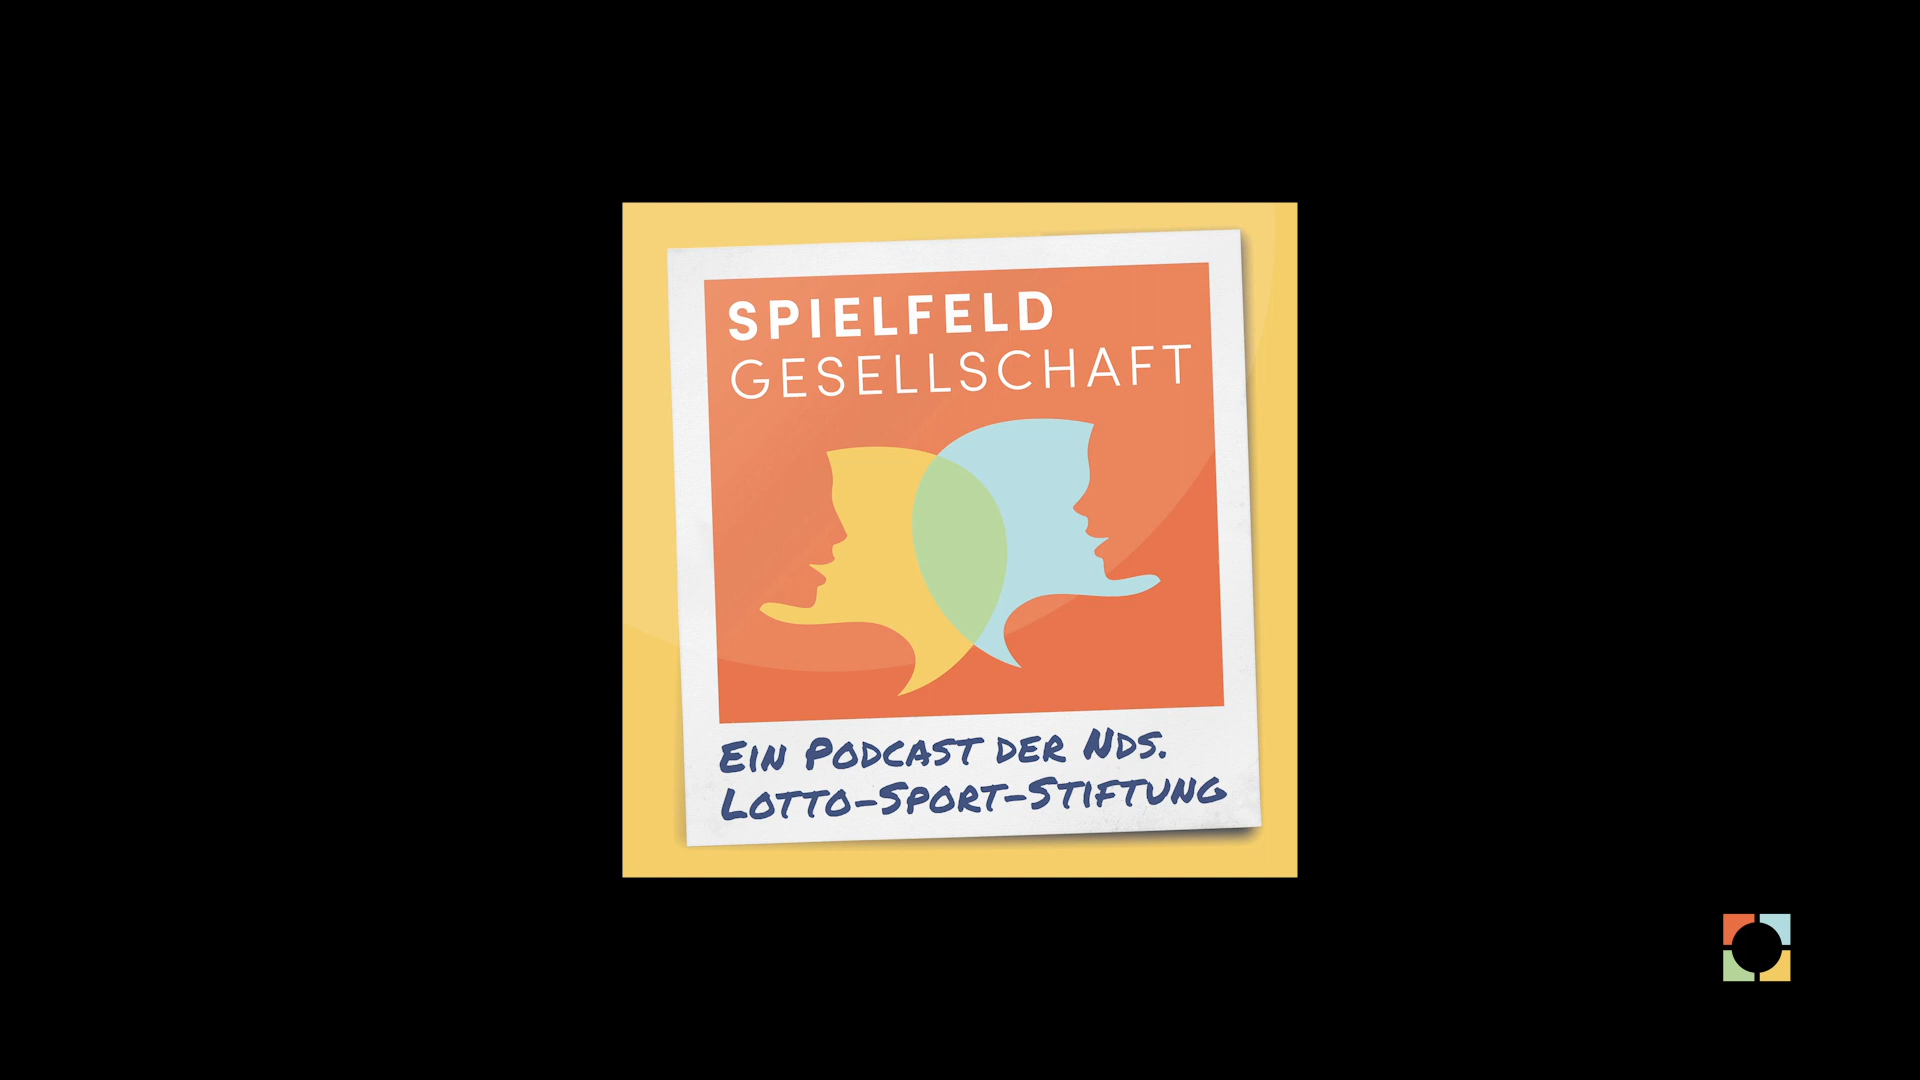 SPIELFELD
GESELLSCHAFT
EIN PODCAST DER NDS.
LOTTO-SPORT-STIFTUNG